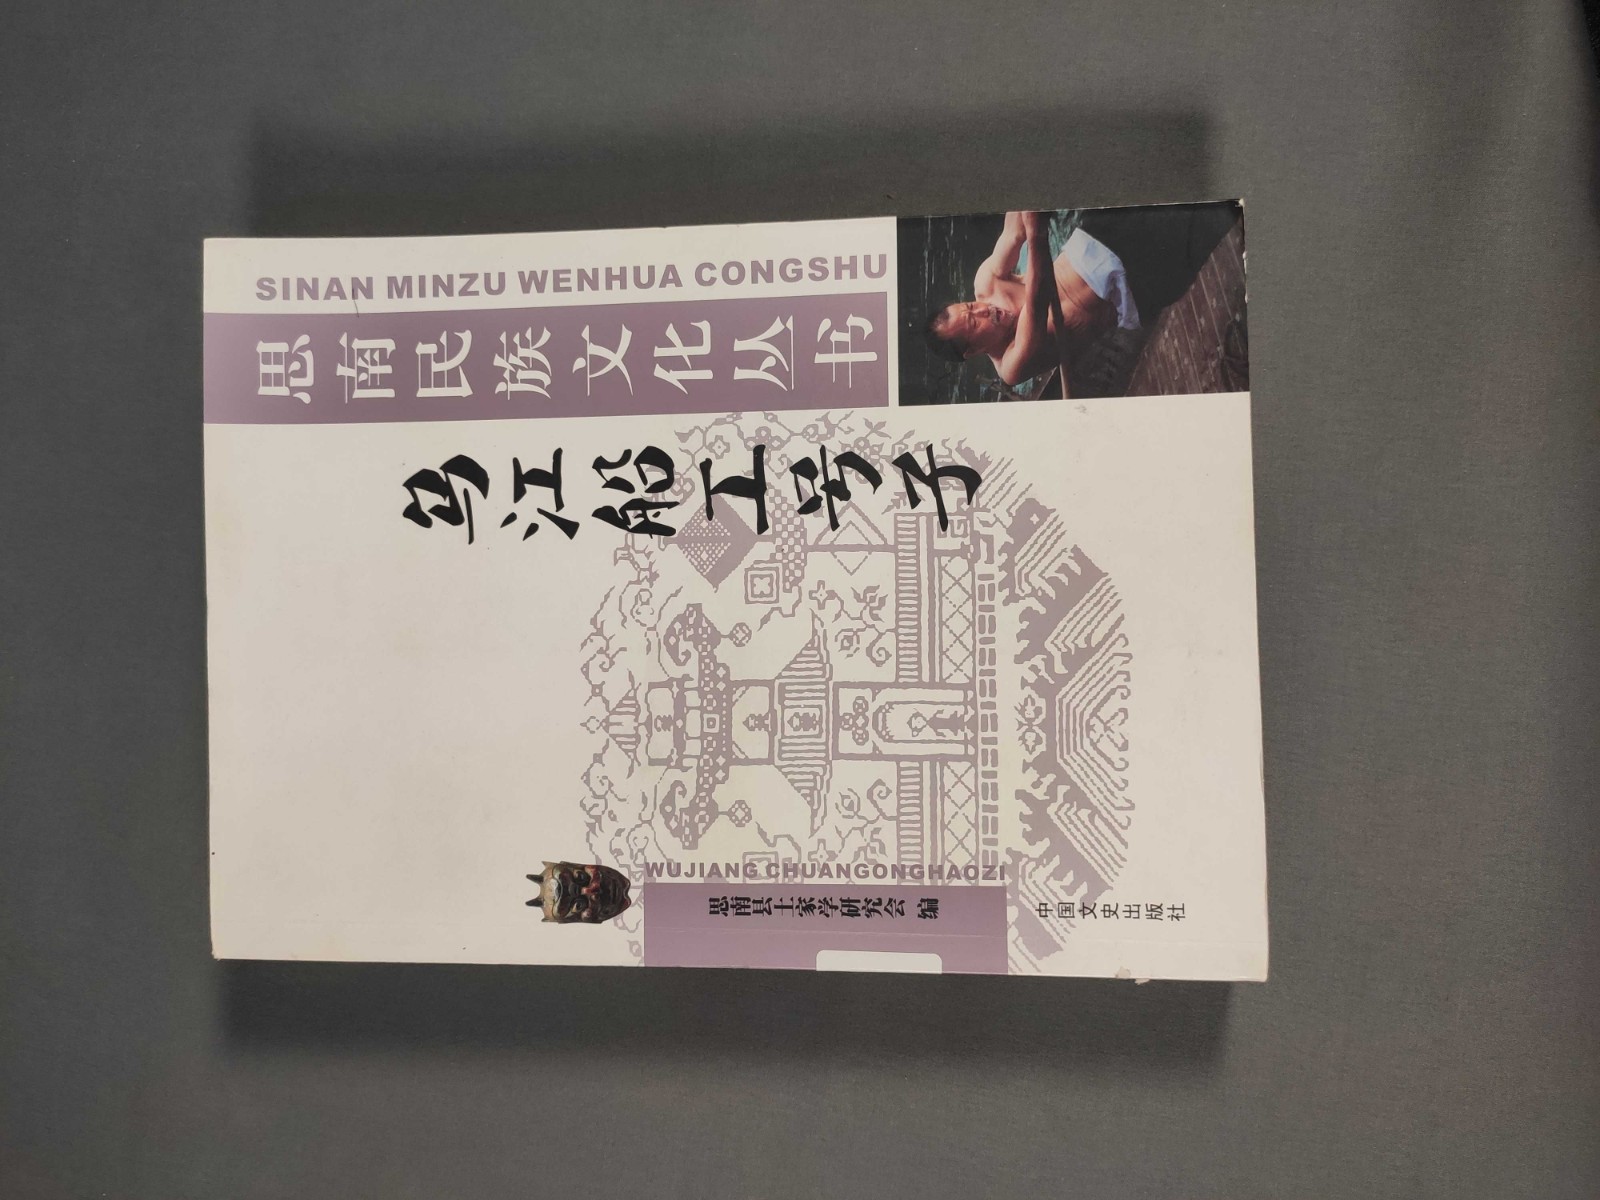 SINAN MINZU WENHUA CONGSHU
思南民族文化丛书
乌江船工号子
WUJIANG CHUANGONGHAOZI
思南县土家学研究会 编
中国文史出版社